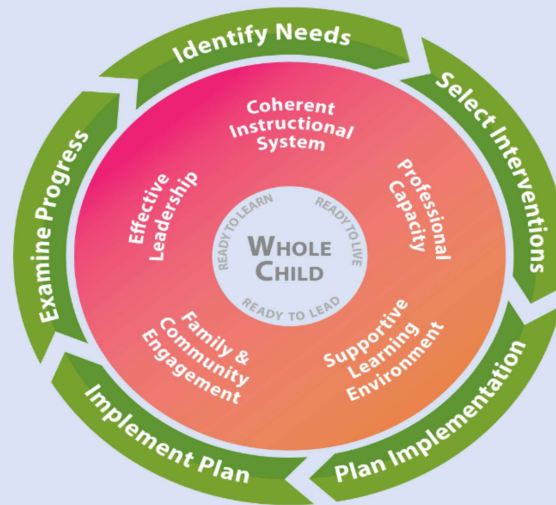 Identify Needs
Select Interventions
Plan Implementation
Implement Plan
Examine Progress
Coherent
Instructional
System
Professional
Capacity
Supportive
Learning
Environment
Family &
Community
Engagement
Effective
Leadership
READY TO LEARN
READY TO LIVE
READY TO LEAD
WHOLE
CHILD